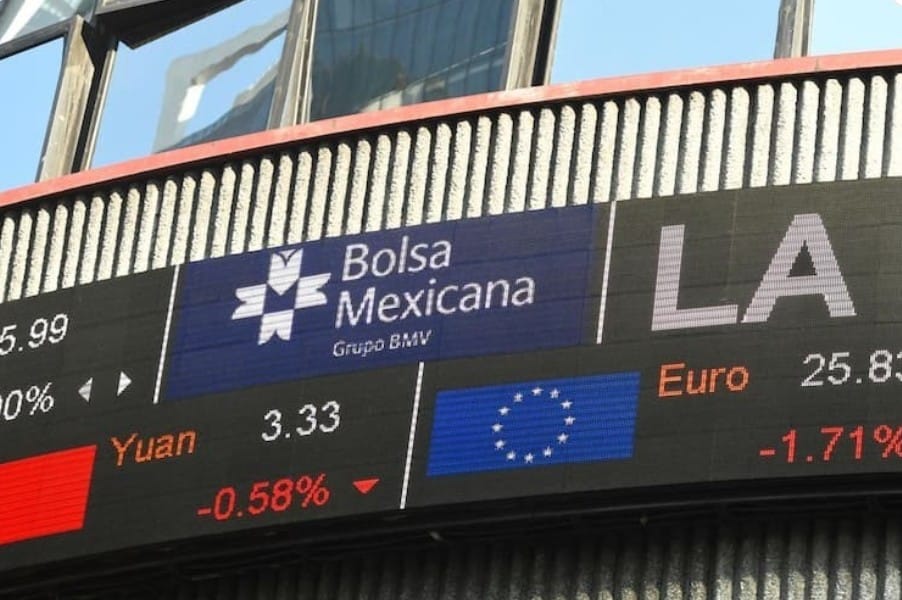 5.99
00%
Bolsa
Mexicana
Grupo BMV
LA
Yuan 3.33
-0.58%
Euro 25.83
-1.71%